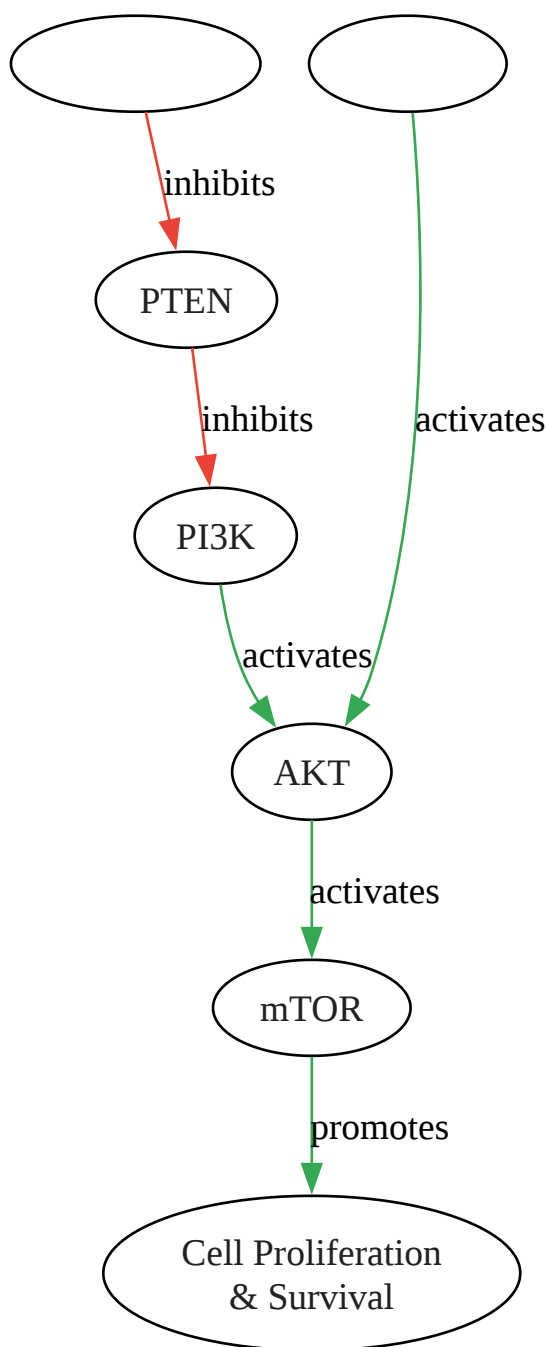 inhibits
PTEN
inhibits
activates
PI3K
activates
AKT
activates
mTOR
promotes
Cell Proliferation
& Survival